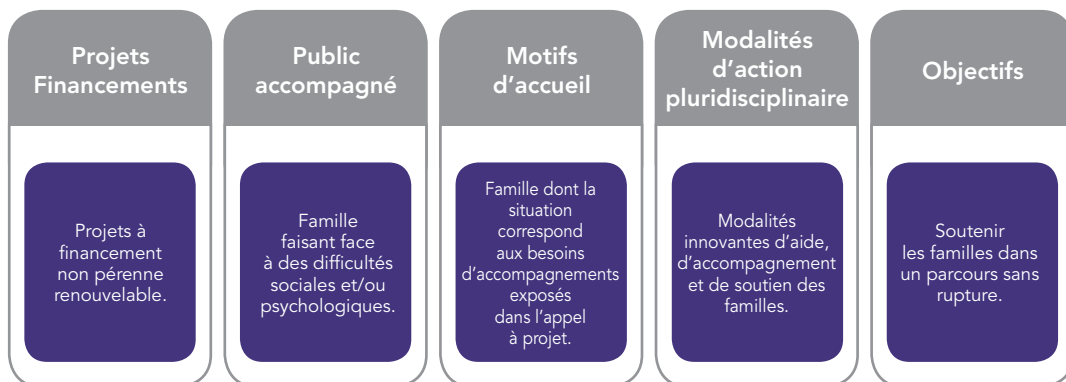 Projets
Financements
Projets à
financement
non pérenne
renouvelable.
Public
accompagné
Famille
faisant face
à des difficultés
sociales et/ou
psychologiques.
Motifs
d'accueil
Famille dont la
situation
correspond
aux besoins
d'accompagnements
exposés
dans l'appel
à projet.
Modalités
d'action
pluridisciplinaire
Modalités
innovantes d'aide,
d'accompagnement
et de soutien des
familles.
Objectifs
Soutenir
les familles dans
un parcours sans
rupture.